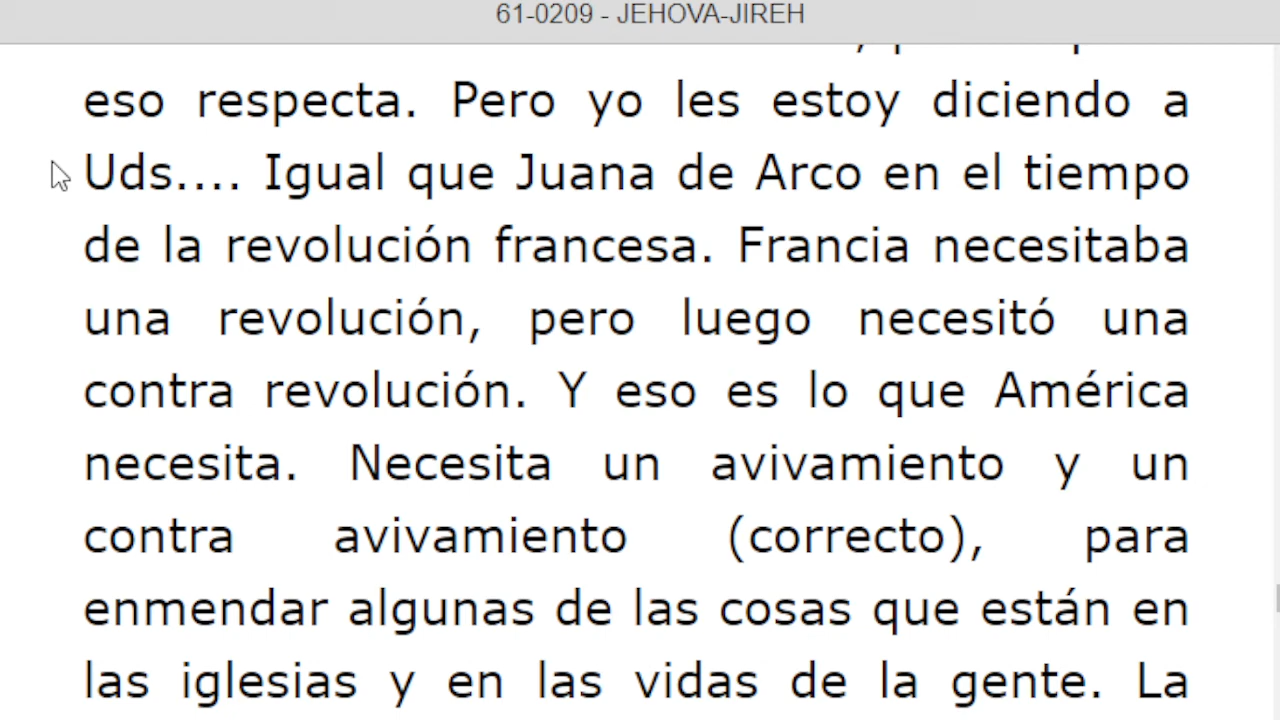 61-0209 - JEHOVA-JIREH
eso respecta. Pero yo les estoy diciendo a
Uds.... Igual que Juana de Arco en el tiempo
de la revolución francesa. Francia necesitaba
una revolución, pero luego necesitó una
contra revolución. Y eso es lo que América
necesita. Necesita un avivamiento y un
contra avivamiento (correcto), para
enmendar algunas de las cosas que están en
las iglesias y en las vidas de la gente. La